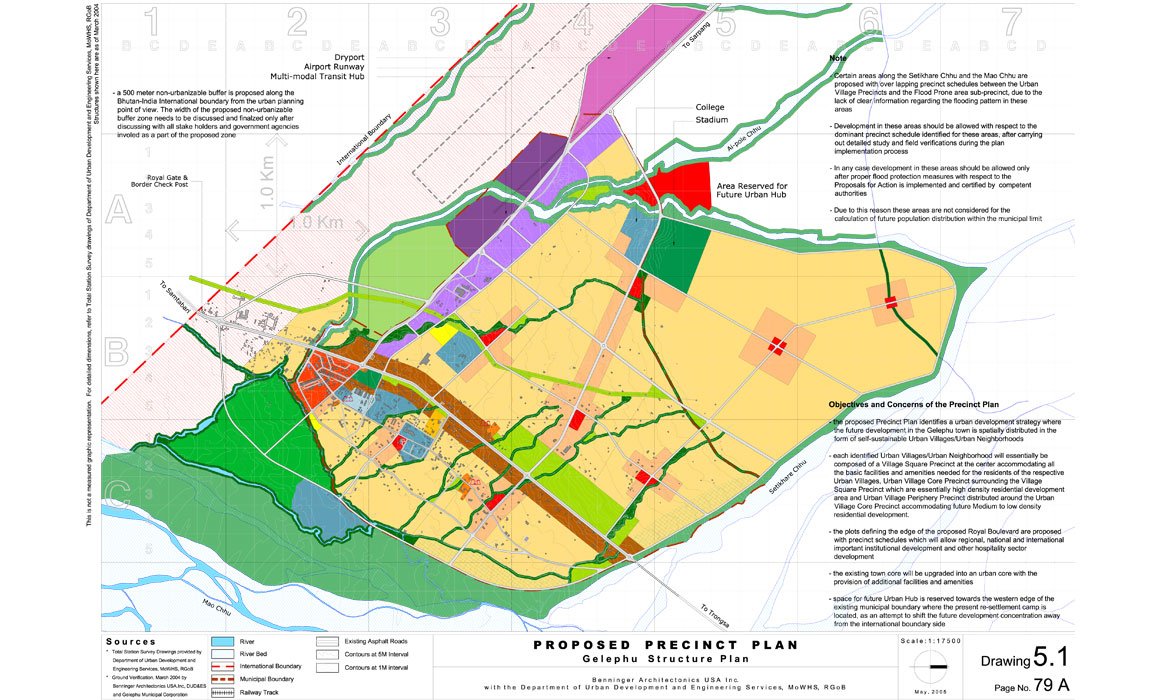 1 2 3 4 5 6 7
B C D E B C D E B C D E B C D E B C D E B C D E B C D E
Structures shown here are as of March 2004
This is not a measured graphic representation. For detailed dimensions, refer to Total Station Survey drawings of Department of Urban Development and Engineering Services, MoWHS, RGoB
Dryport
Airport Runway
Multi-modal Transit Hub
- a 500 meter non-urbanizable buffer is proposed along the
Bhutan-India International boundary from the urban planning
point of view. The width of the proposed non-urbanizable
buffer zone needs to be discussed and finalized only after
discussing with all stake holders and government agencies
involed as a part of the proposed zone
International Boundary
To Sarpang
College
Stadium
Ai-pole Chhu
Royal Gate &
Border Check Post
1.0 Km
1.0 Km
Area Reserved for
Future Urban Hub
To Samtabari
Note
- Certain areas along the Setikhare Chhu and the Mao Chhu are
proposed with over lapping precinct schedules between the Urban
Village Precincts and the Flood Prone area sub-precinct, due to the
lack of clear information regarding the flooding pattern in these
areas
- Development in these areas should be allowed with respect to the
dominant precinct schedule identified for these areas, after carrying
out detailed study and field verifications during the plan
implementation process
- In any case development in these areas should be allowed only
after proper flood protection measures with respect to the
Proposals for Action is implemented and certified by competent
authorities
- Due to this reason these areas are not considered for the
calculation of future population distribution within the municipal limit
A
1
3
4
5
B
1
2
3
4
C
2
3
5
Objectives and Concerns of the Precinct Plan
- the proposed Precinct Plan identifies a urban development strategy where
the future development in the Gelephu town is spatially distributed in the
form of self-sustainable Urban Villages/Urban Neighborhoods
- each identified Urban Villages/Urban Neighborhood will essentially be
composed of a Village Square Precinct at the center accommodating all
the basic facilities and amenities needed for the residents of the respective
Urban Villages, Urban Village Core Precinct surrounding the Village
Square Precinct which are essentially high density residential development
area and Urban Village Periphery Precinct distributed around the Urban
Village Core Precinct accommodating future Medium to low density
residential development.
- the plots defining the edge of the proposed Royal Boulevard are proposed
with precinct schedules which will allow regional, national and international
important institutional development and other hospitality sector
development
- the existing town core will be upgraded into an urban core with the
provision of additional facilities and amenities
- space for future Urban Hub is reserved towards the western edge of the
existing municipal boundary where the present re-settlement camp is
located, as an attempt to shift the future development concentration away
from the international boundary side
Setikhare Chhu
Mao Chhu
To Trongsa
Sources
* Total Station Survey Drawings provided by
Department of Urban Development and
Engineering Services, MoWHS, RGoB
* Ground Verification, March 2004 by
Benninger Architectonics USA.Inc, DUD&ES
and Gelephu Municipal Corporation
River
River Bed
International Boundary
Municipal Boundary
Railway Track
Existing Asphalt Roads
Contours at 5M Interval
Contours at 1M interval
PROPOSED PRECINCT PLAN
Gelephu Structure Plan
Benninger Architectonics USA Inc.
with the Department of Urban Development and Engineering Services, MoWHS, RGoB
Scale:1:17500
May, 2005
Drawing 5.1
Page No. 79 A